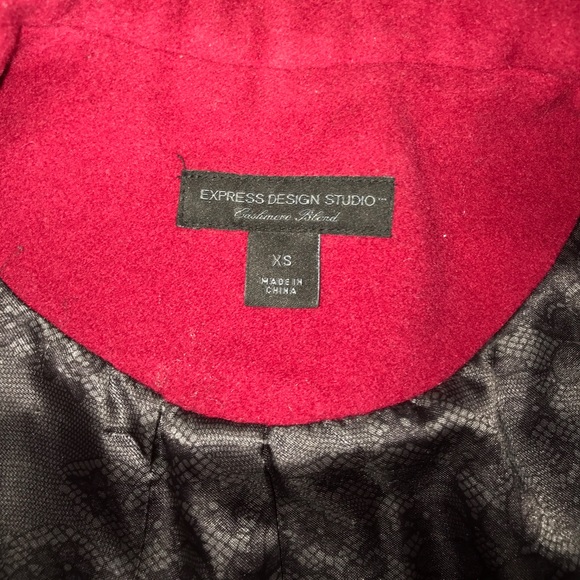 EXPRESS DESIGN STUDIO™
Cashmere Blend
XS
MADE IN
CHINA